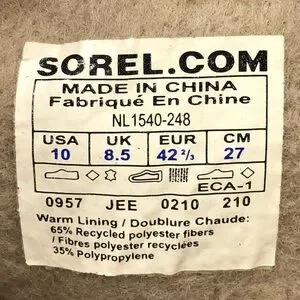 SOREL.COM
MADE IN CHINA
Fabriqué En Chine
NL1540-248
USA UK EUR CM
10 8.5 42 2/3 27
ECA-1
0957 JEE 0210 210
Warm Lining / Doublure Chaude:
65% Recycled polyester fibers
/ Fibres polyester recyclées
35% Polypropylene